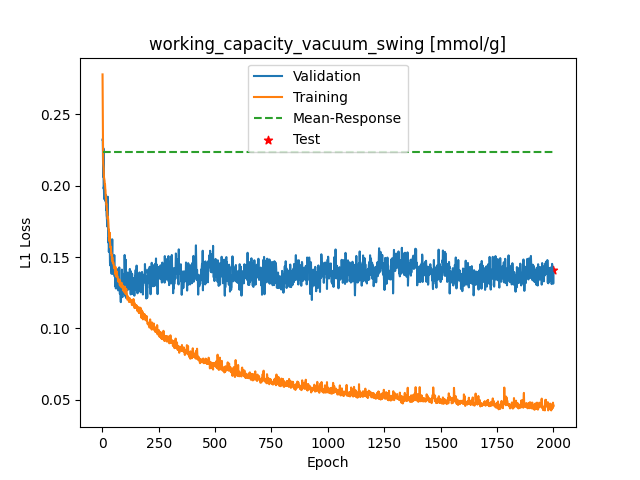 working_capacity_vacuum_swing [mmol/g]
Validation
Training
Mean-Response
Test
L1 Loss
0.25
0.20
0.15
0.10
0.05
0 250 500 750 1000 1250 1500 1750 2000
Epoch